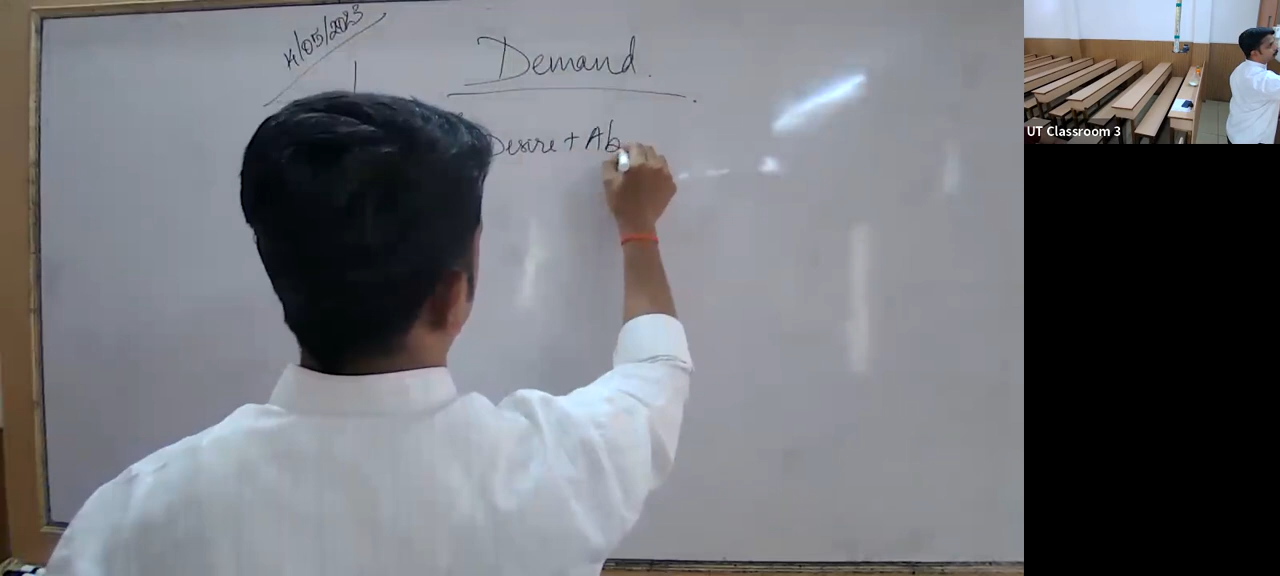 11/05/2023
Demand.
Desire + Ab
UT Classroom 3